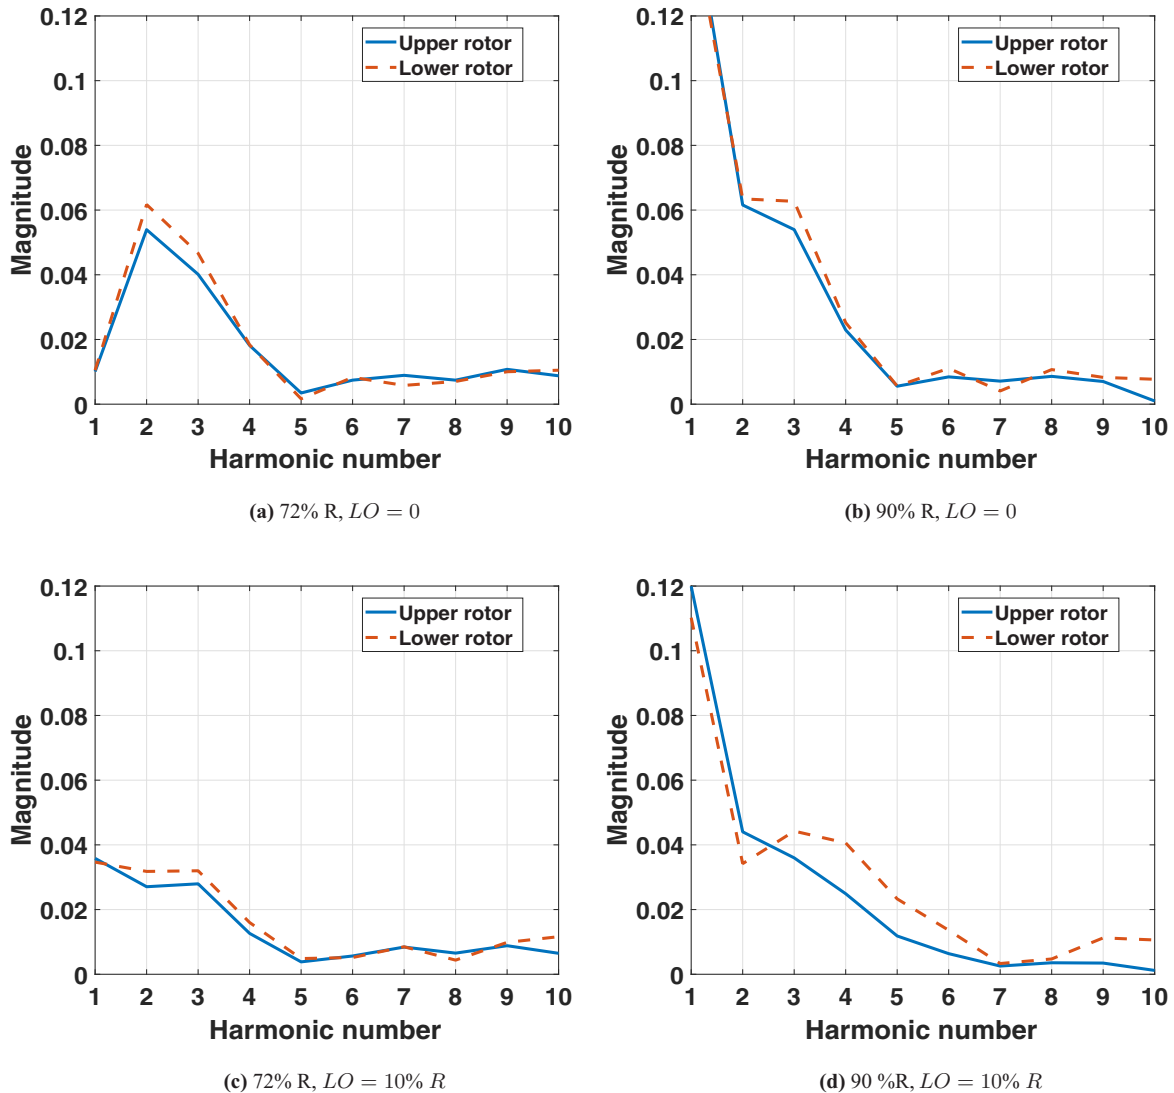 0.12
0.1
0.08
0.06
0.04
0.02
0
Magnitude
Upper rotor
Lower rotor
1 2 3 4 5 6 7 8 9 10
Harmonic number
(a) 72% R, LO = 0
0.12
0.1
0.08
0.06
0.04
0.02
0
Magnitude
Upper rotor
Lower rotor
1 2 3 4 5 6 7 8 9 10
Harmonic number
(b) 90% R, LO = 0
0.12
0.1
0.08
0.06
0.04
0.02
0
Magnitude
Upper rotor
Lower rotor
1 2 3 4 5 6 7 8 9 10
Harmonic number
(c) 72% R, LO = 10% R
0.12
0.1
0.08
0.06
0.04
0.02
0
Magnitude
Upper rotor
Lower rotor
1 2 3 4 5 6 7 8 9 10
Harmonic number
(d) 90 %R, LO = 10% R